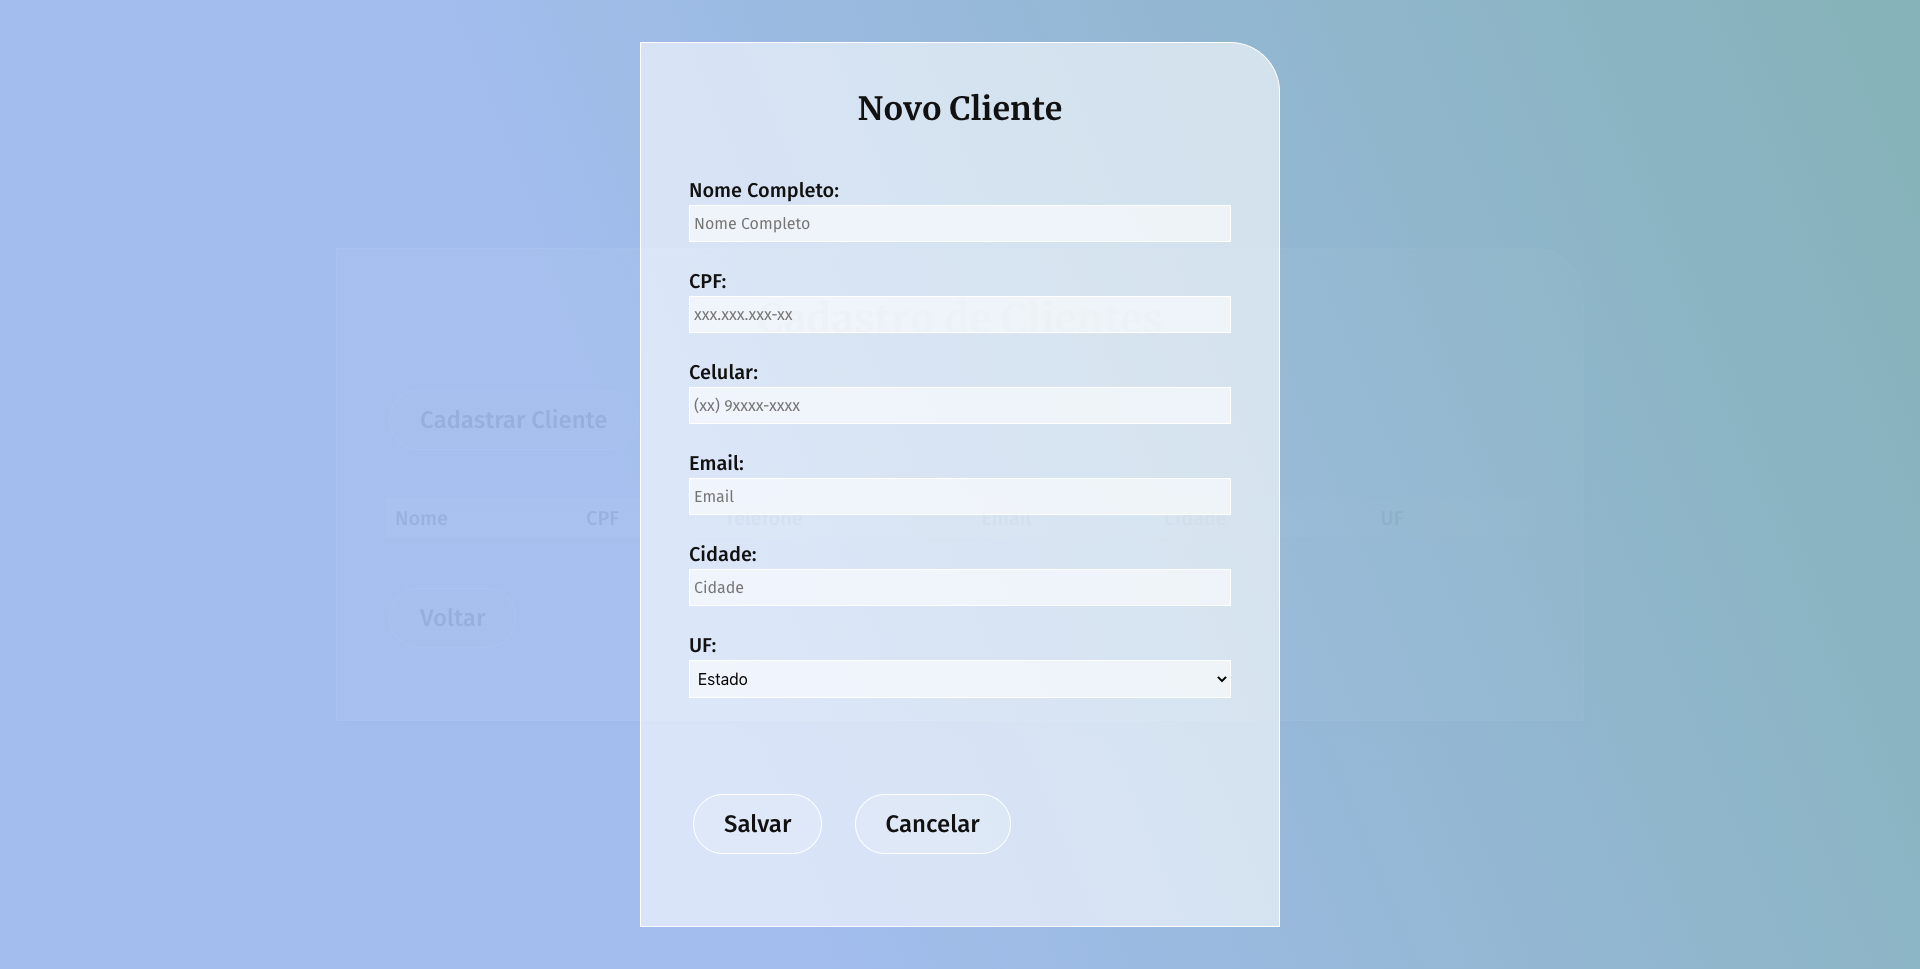 Novo Cliente
Nome Completo:
Nome Completo
CPF:
xxx.xxx.xxx-xx
Cadastro de Clientes
Celular:
(xx) 9xxxx-xxxx
Cadastrar Cliente
Email:
Email
Nome CPF Telefone Email Cidade UF
Cidade:
Cidade
Voltar
UF:
Estado
Salvar Cancelar